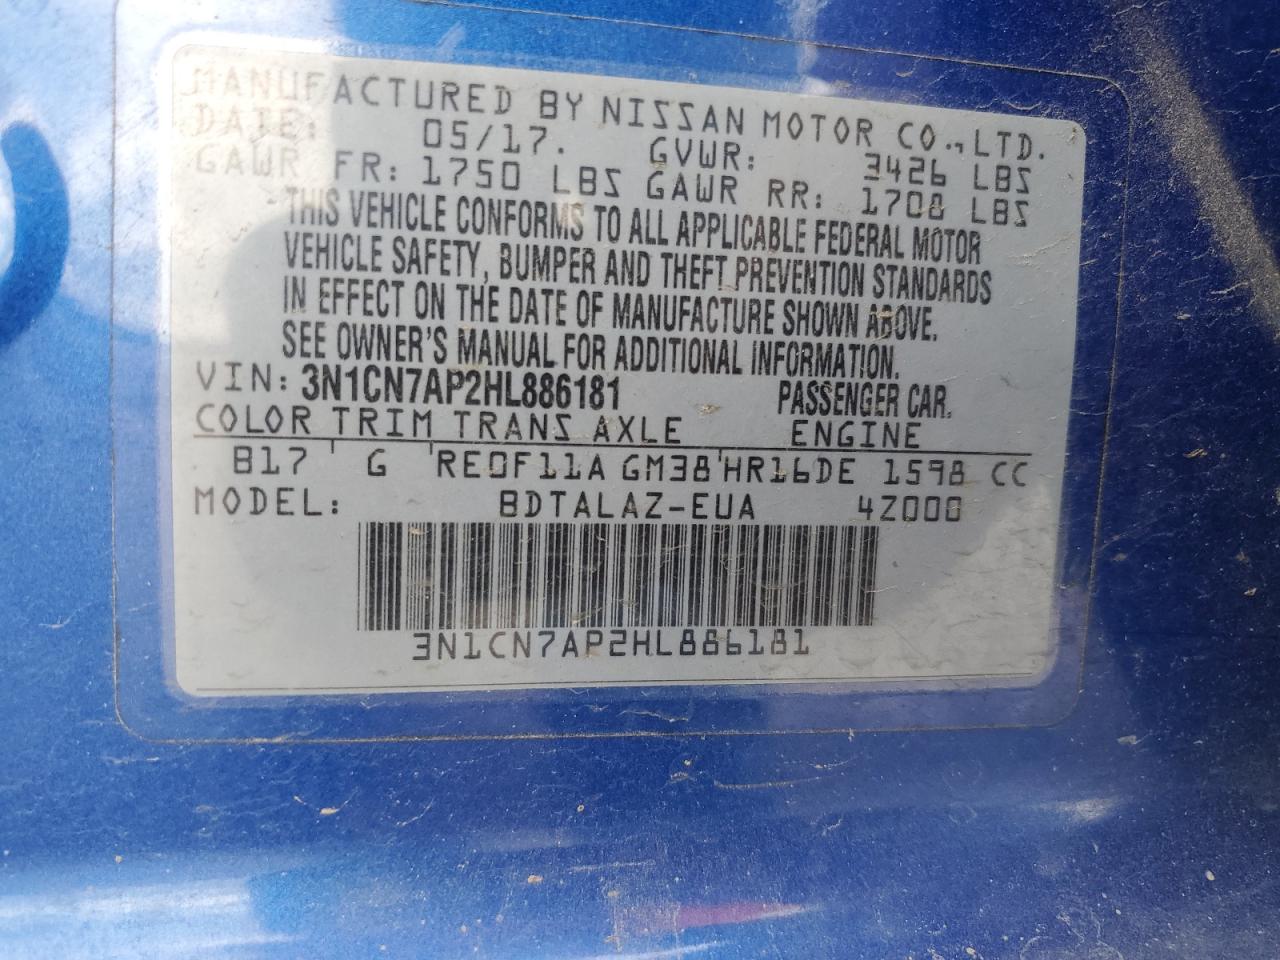 MANUFACTURED BY NISSAN MOTOR CO.,LTD.
DATE: 05/17. GVWR: 3426 LBS
GAWR FR: 1750 LBS GAWR RR: 1708 LBS
THIS VEHICLE CONFORMS TO ALL APPLICABLE FEDERAL MOTOR
VEHICLE SAFETY, BUMPER AND THEFT PREVENTION STANDARDS
IN EFFECT ON THE DATE OF MANUFACTURE SHOWN ABOVE.
SEE OWNER'S MANUAL FOR ADDITIONAL INFORMATION.
VIN: 3N1CN7AP2HL886181 PASSENGER CAR.
COLOR TRIM TRANS AXLE ENGINE
B17 G RE0F11A GM38 HR16DE 1598 CC
MODEL: BDTALAZ-EUA 4Z000
3N1CN7AP2HL886181